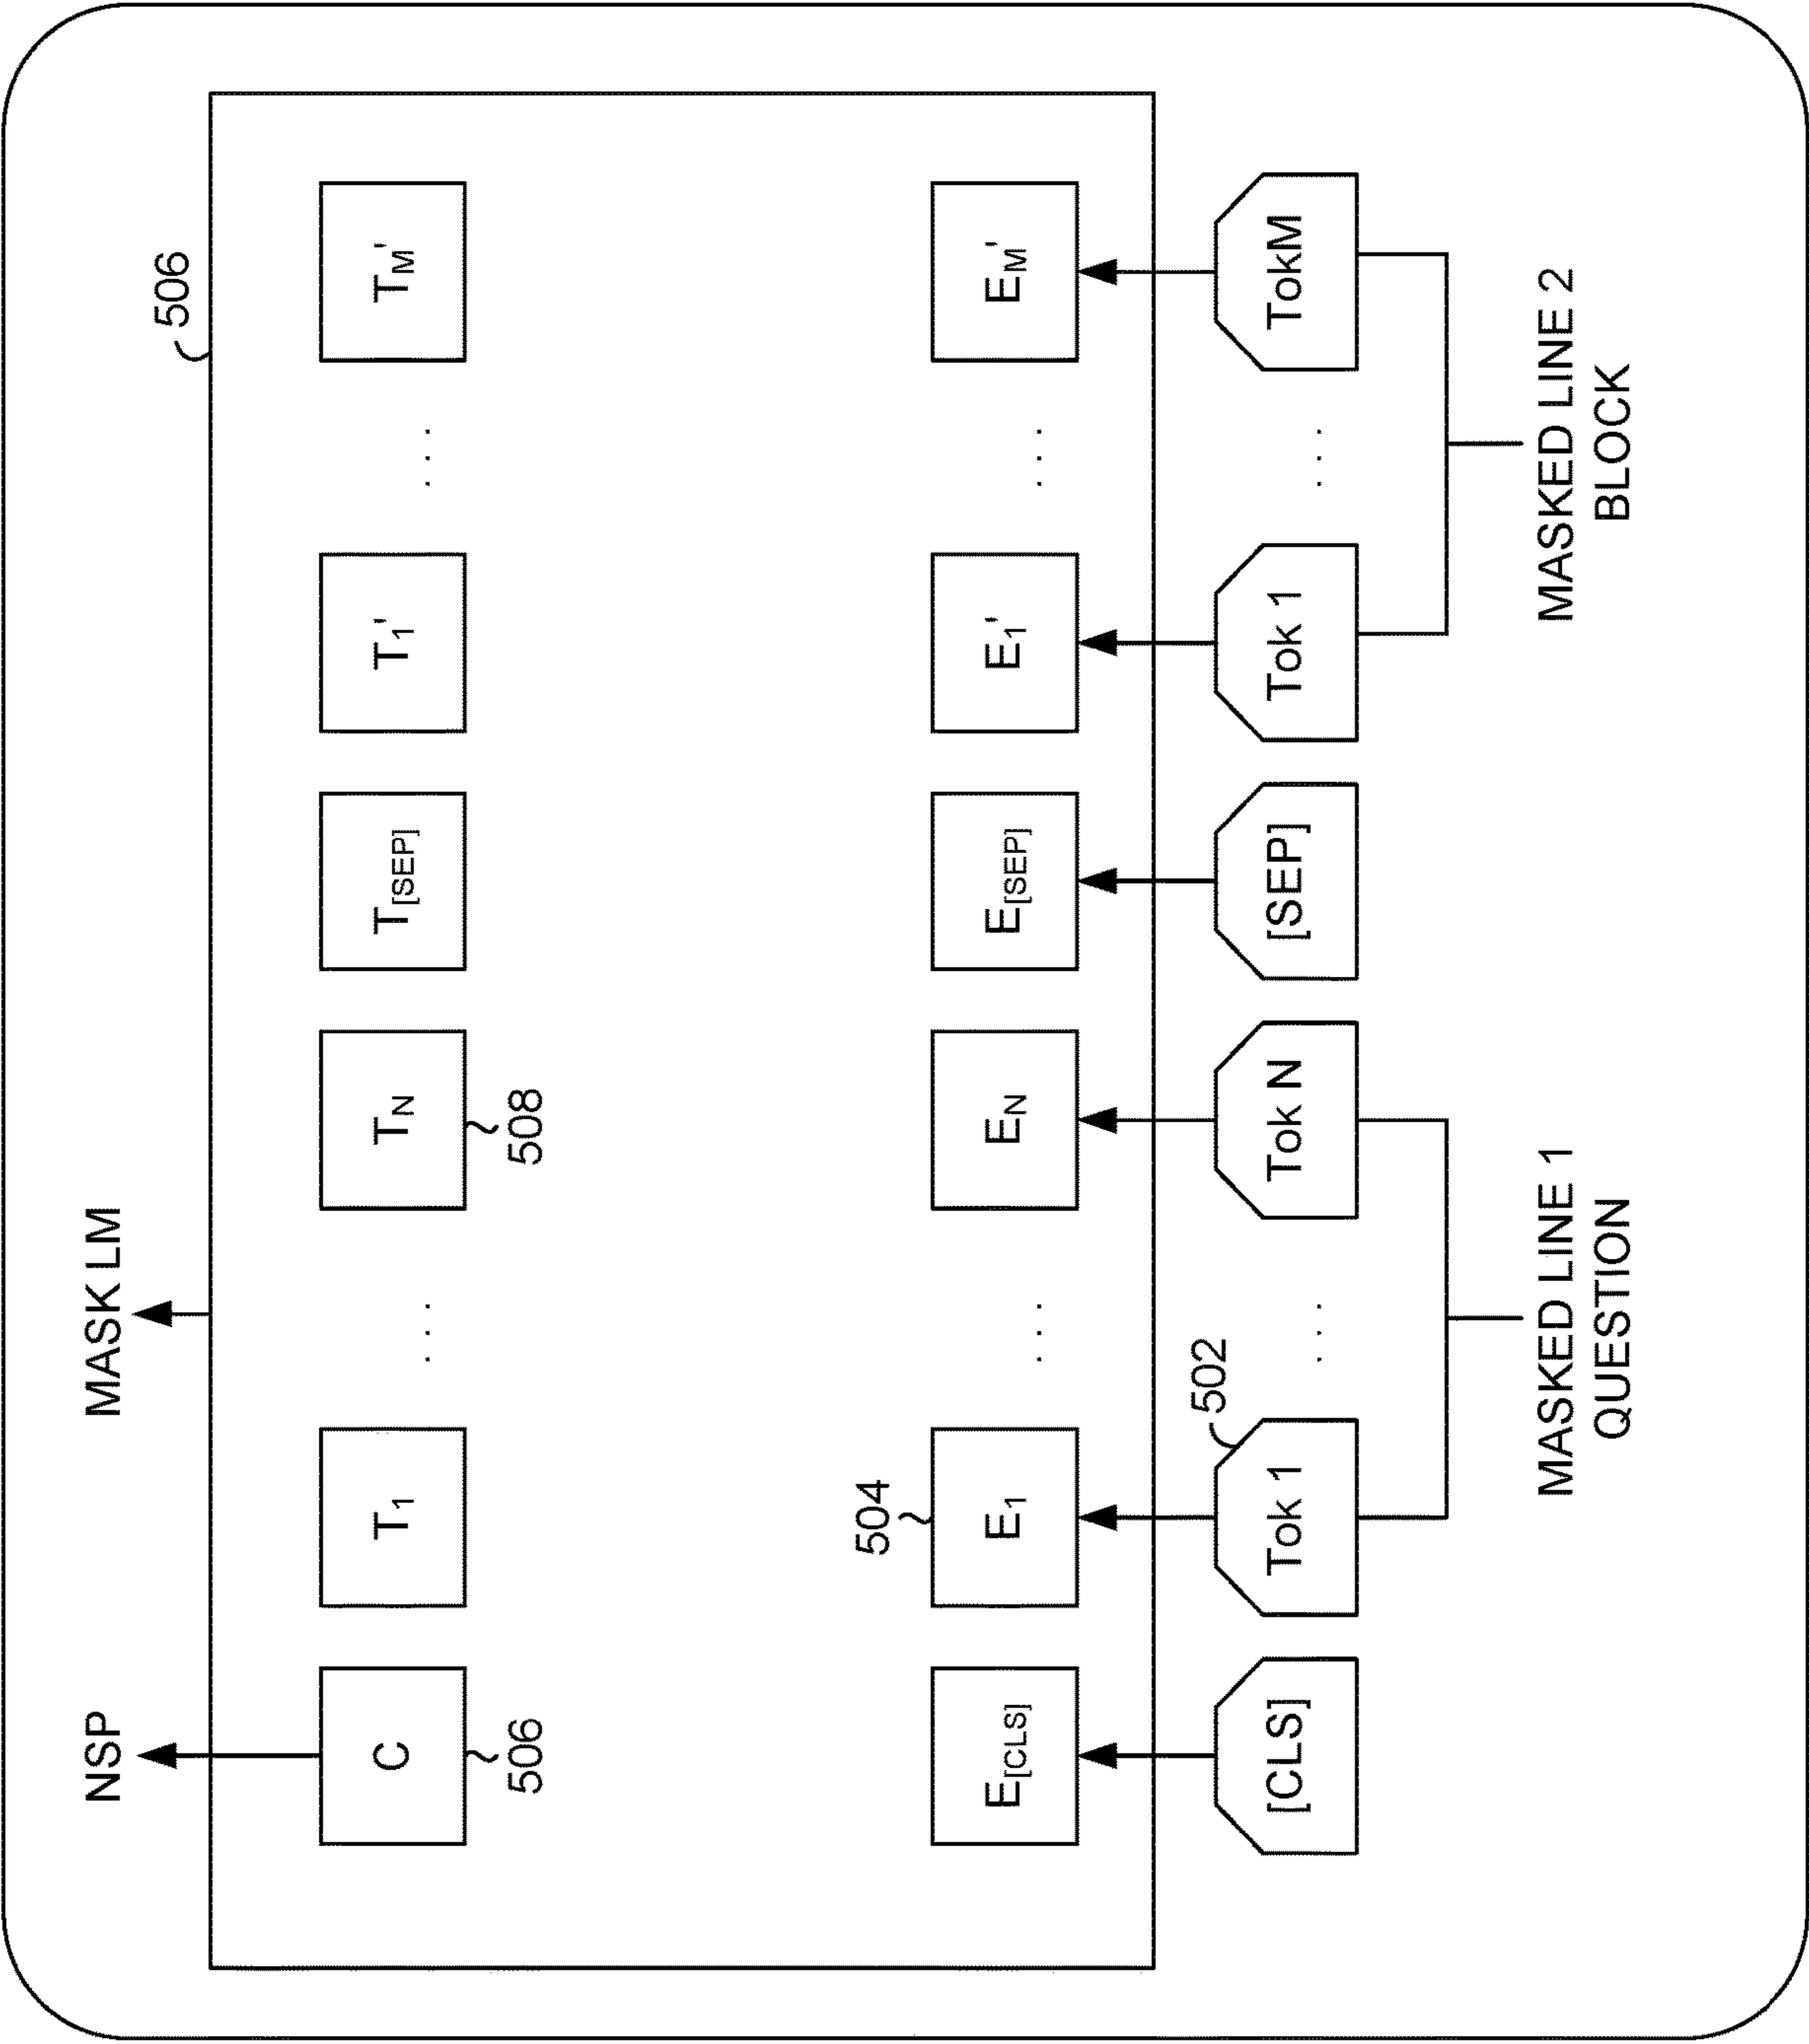 NSP
MASK LM
506
C
T1
...
TN
T[SEP]
T1'
...
TM'
506
508
504
E[CLS]
E1
...
EN
E[SEP]
E1'
...
EM'
502
[CLS]
Tok 1
...
Tok N
[SEP]
Tok 1
...
TokM
MASKED LINE 1
QUESTION
MASKED LINE 2
BLOCK